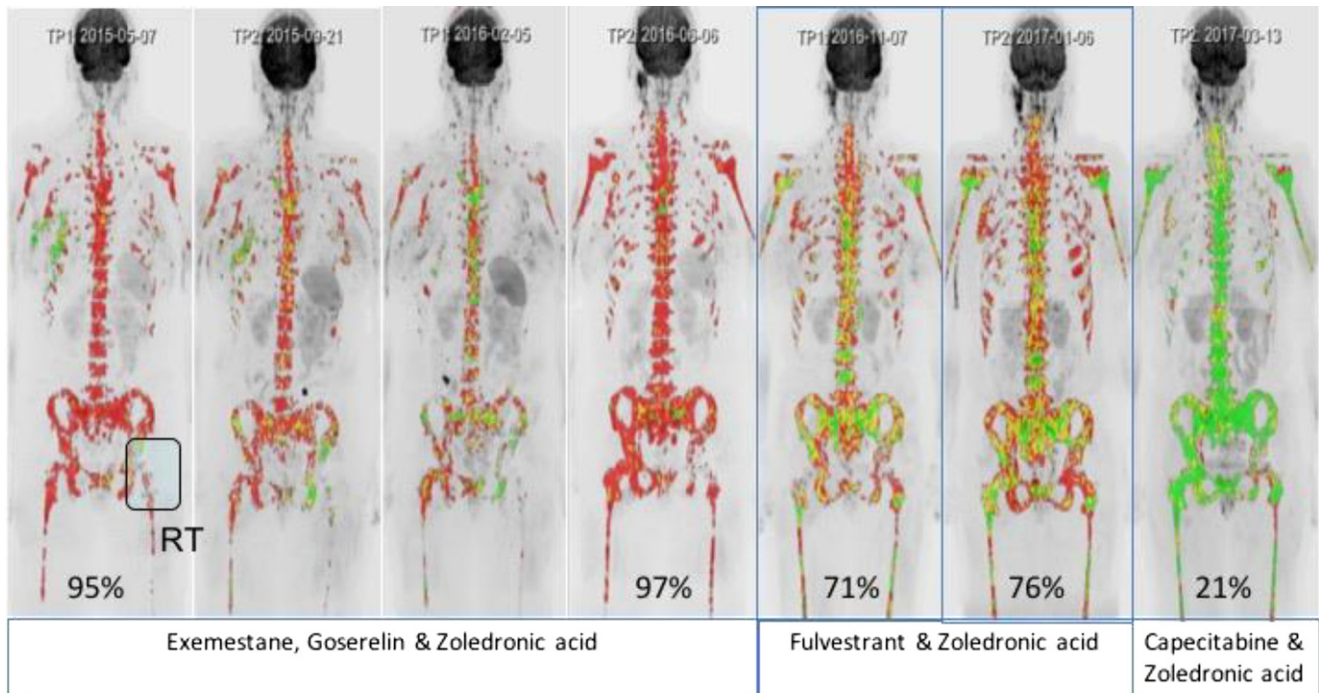 TP1: 2015-05-07
TP2: 2015-09-21
TP1: 2016-02-05
TP2: 2016-06-06
TP1: 2016-11-07
TP2: 2017-01-06
TP2: 2017-03-13
RT
95%
97%
71%
76%
21%
Exemestane, Goserelin & Zoledronic acid
Fulvestrant & Zoledronic acid
Capecitabine &
Zoledronic acid